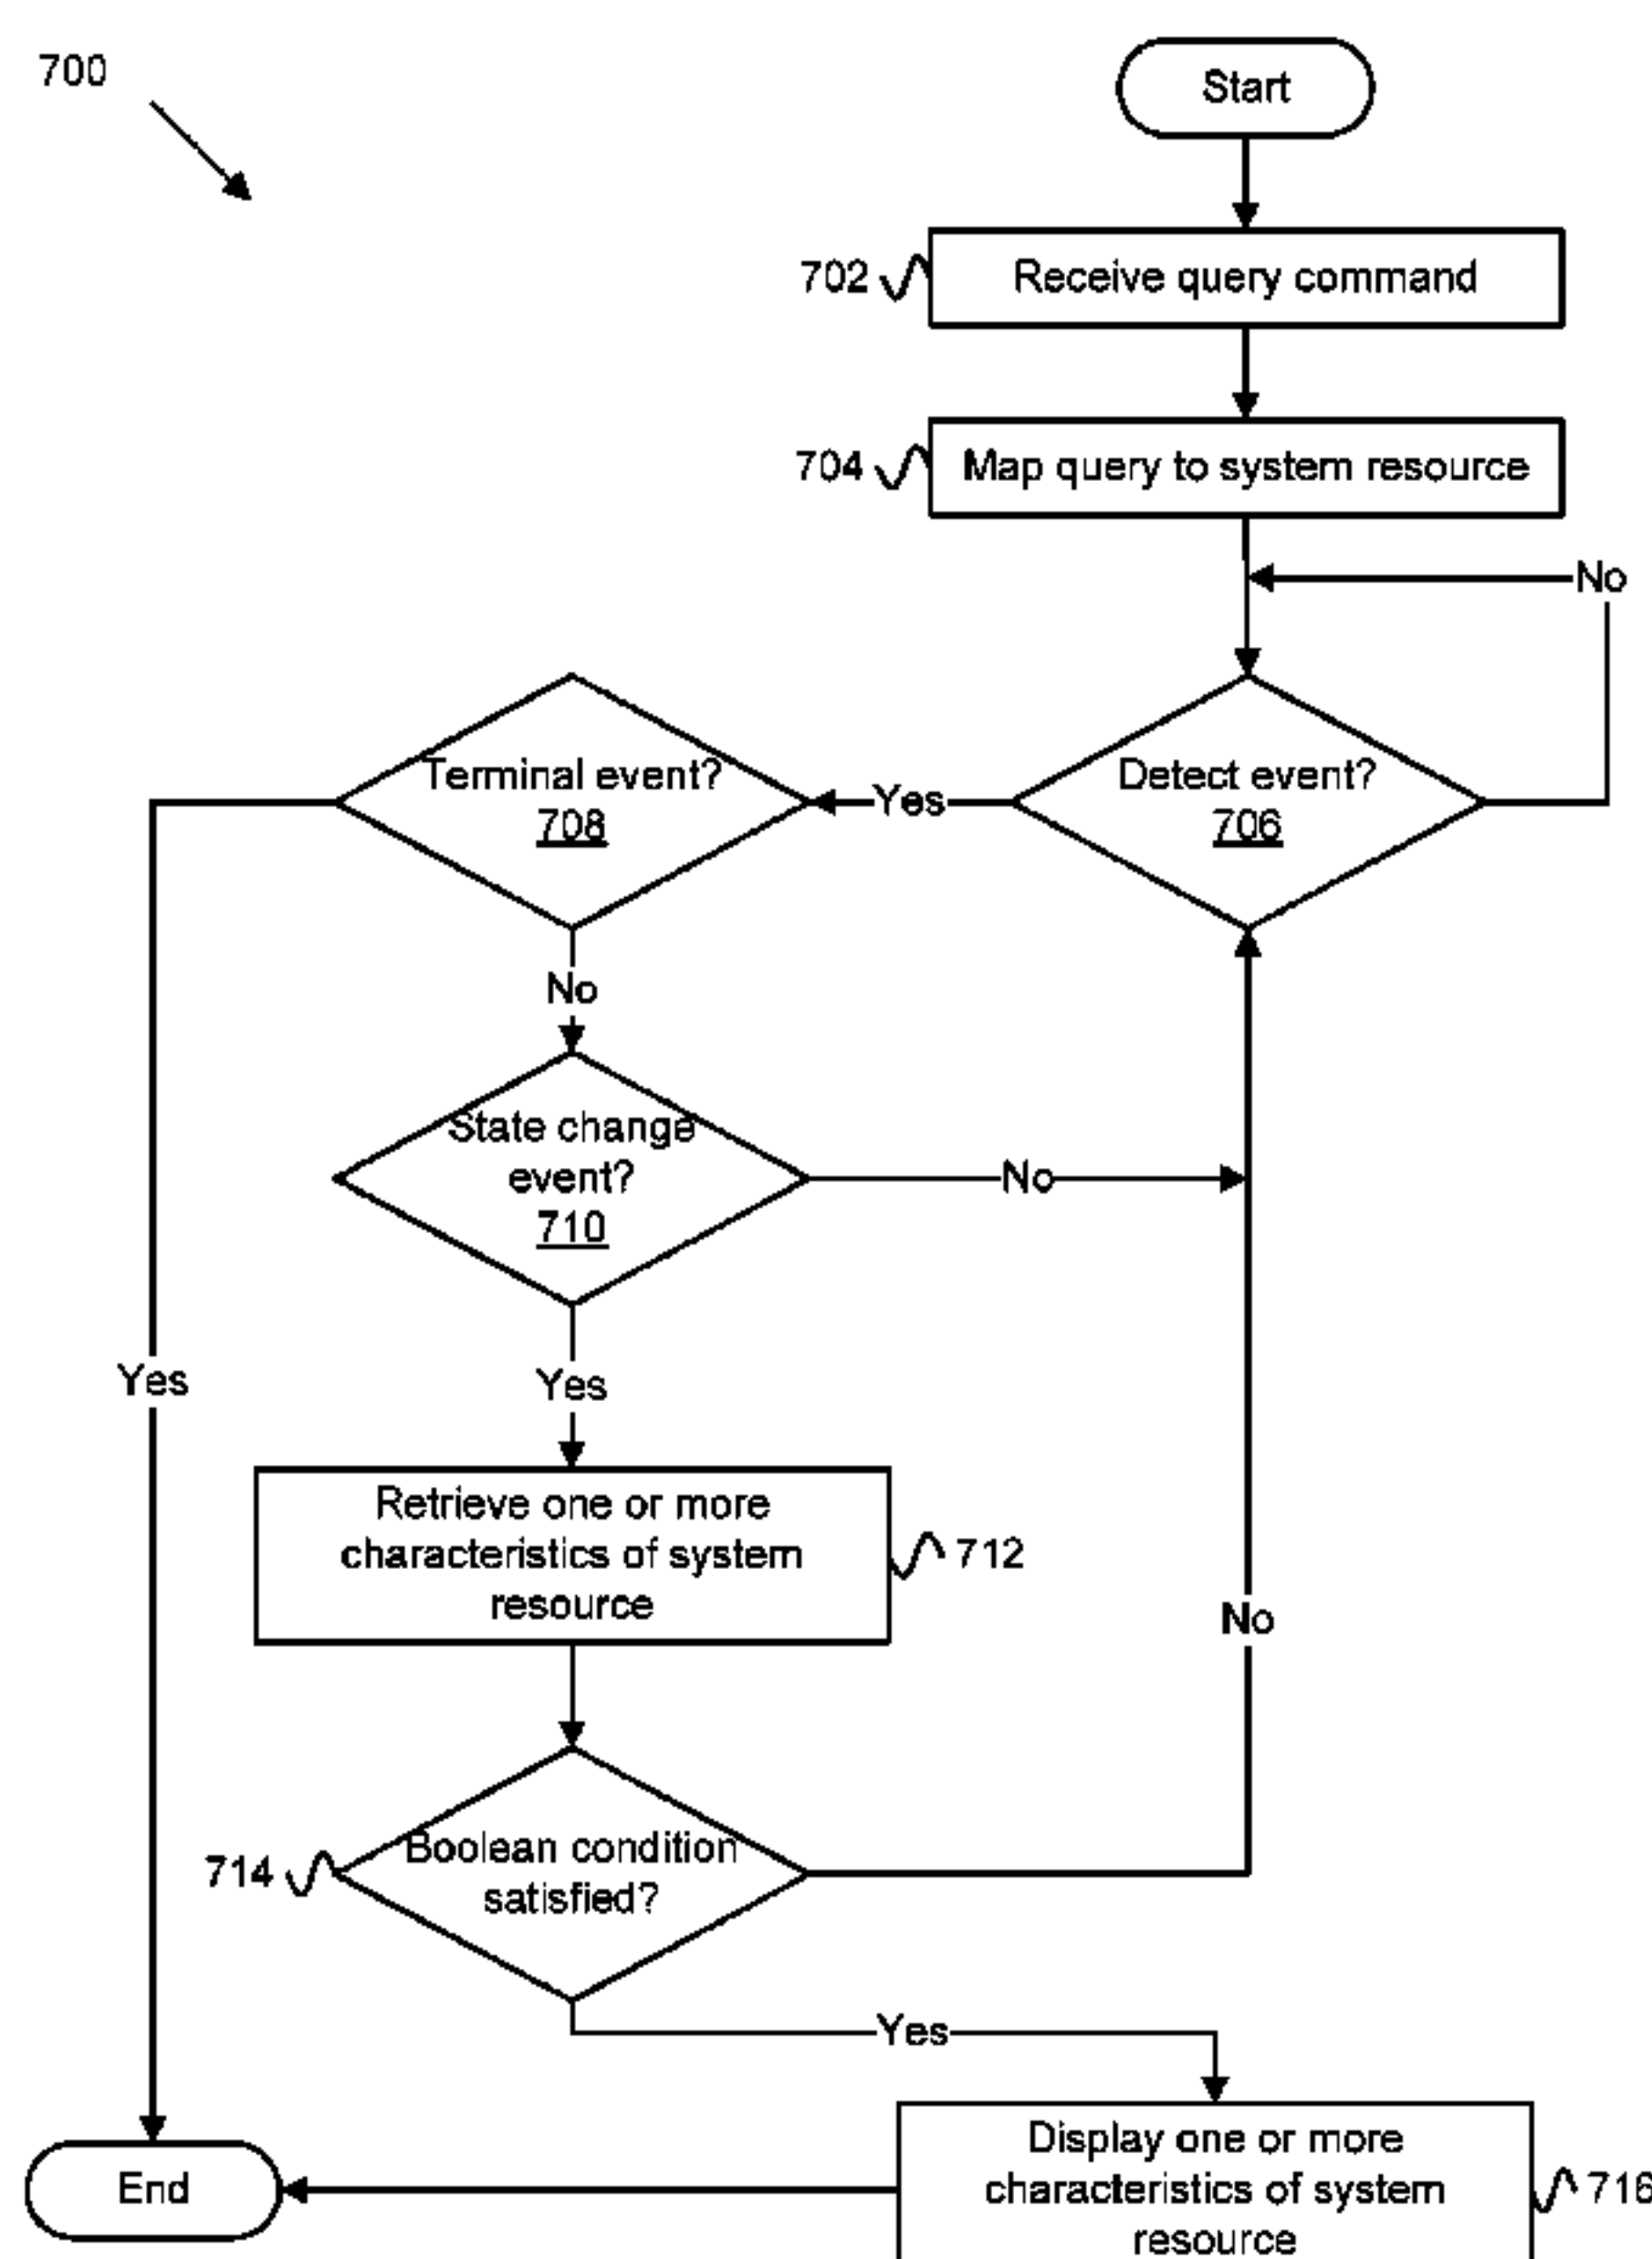 700
Start
702
Receive query command
704
Map query to system resource
No
Terminal event?
708
Yes
Detect event?
706
No
State change
event?
710
No
Yes
Yes
Retrieve one or more
characteristics of system
resource
712
No
714
Boolean condition
satisfied?
Yes
Display one or more
characteristics of system
resource
716
End